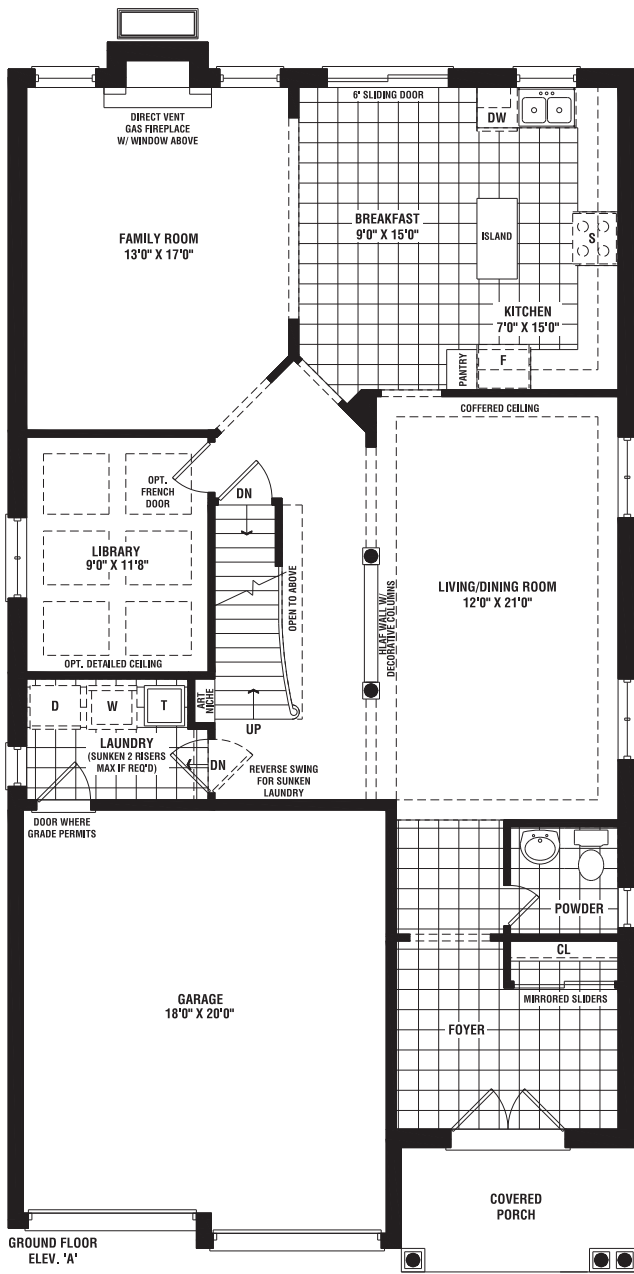 DIRECT VENT
GAS FIREPLACE
W/ WINDOW ABOVE
6' SLIDING DOOR
DW
FAMILY ROOM
13'0" X 17'0"
BREAKFAST
9'0" X 15'0"
ISLAND
S
KITCHEN
7'0" X 15'0"
PANTRY
F
COFFERED CEILING
OPT.
FRENCH
DOOR
DN
LIBRARY
9'0" X 11'8"
OPT. DETAILED CEILING
OPEN TO ABOVE
HLAF WALL W/
DECORATIVE COLUMNS
LIVING/DINING ROOM
12'0" X 21'0"
D
W
T
ART
NICHE
UP
LAUNDRY
(SUNKEN 2 RISERS
MAX IF REQ'D)
DN
REVERSE SWING
FOR SUNKEN
LAUNDRY
DOOR WHERE
GRADE PERMITS
POWDER
CL
MIRRORED SLIDERS
GARAGE
18'0" X 20'0"
FOYER
COVERED
PORCH
GROUND FLOOR
ELEV. 'A'